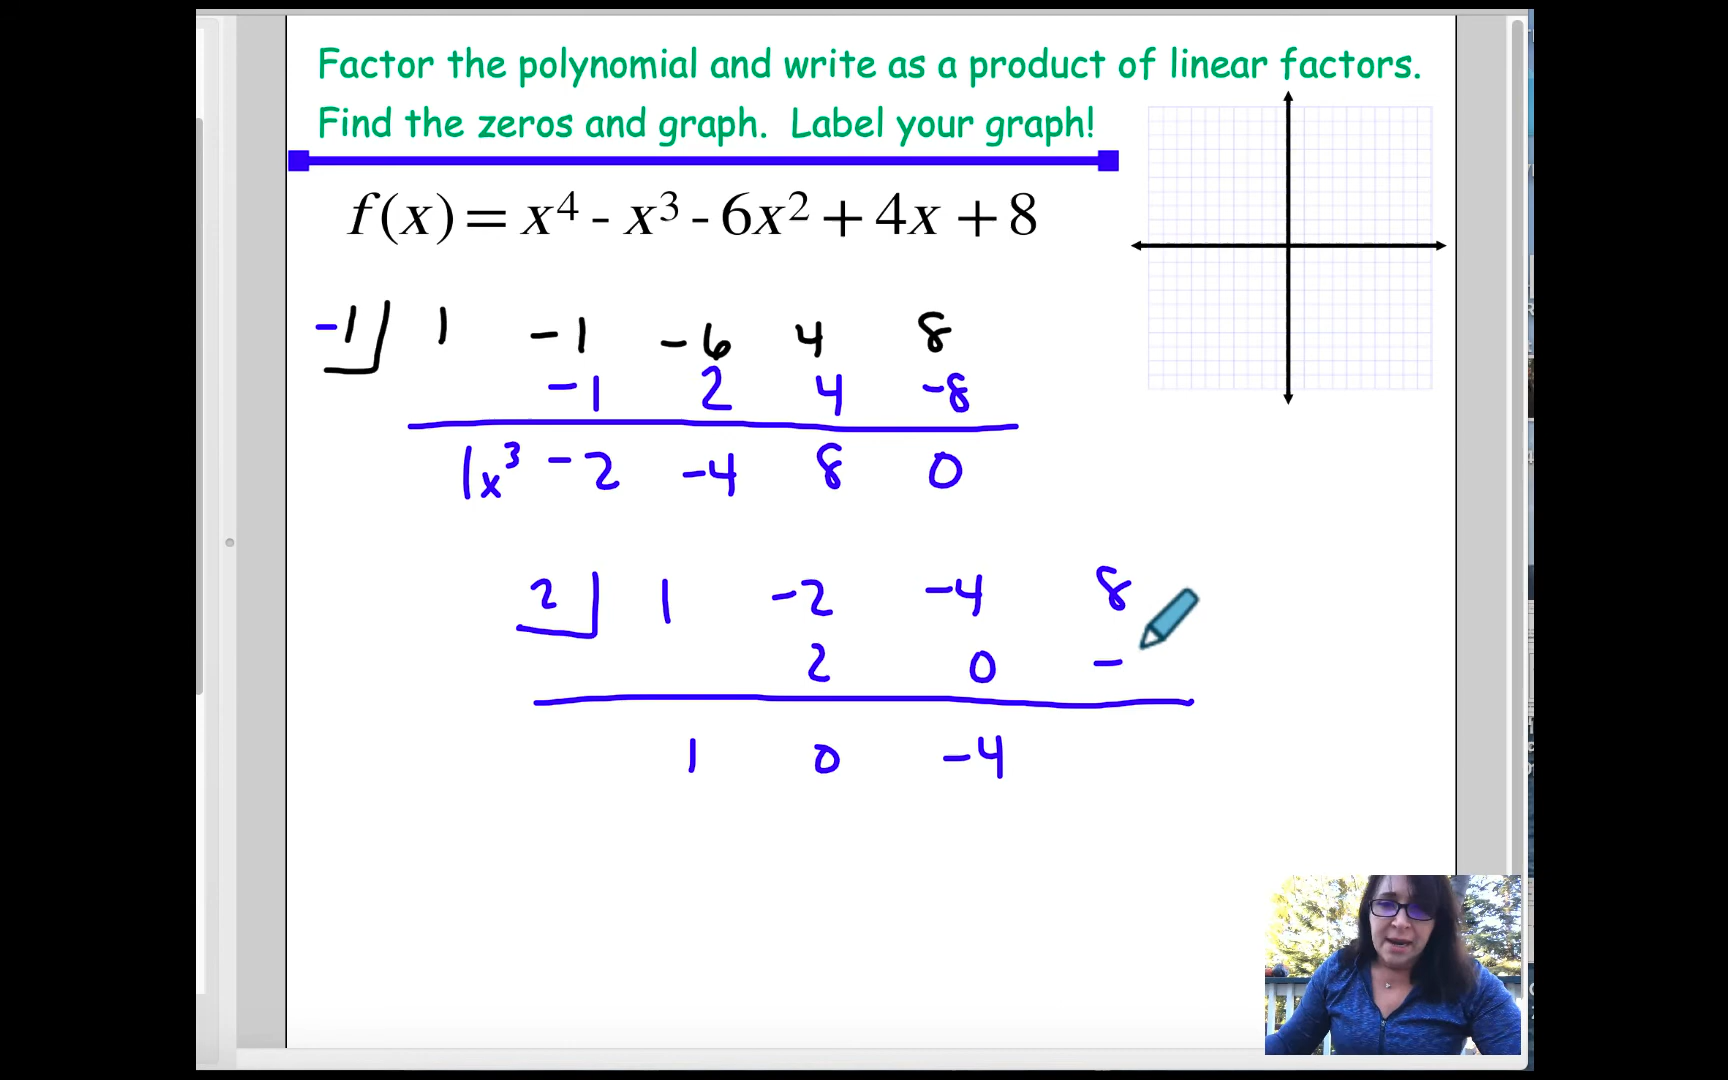 Factor the polynomial and write as a product of linear factors.
Find the zeros and graph. Label your graph!
f(x) = x⁴ - x³ - 6x² + 4x + 8
-1 1 -1 -6 4 8
-1 2 4 -8
1x³ -2 -4 8 0
2 1 -2 -4 8
2 0 -
1 0 -4